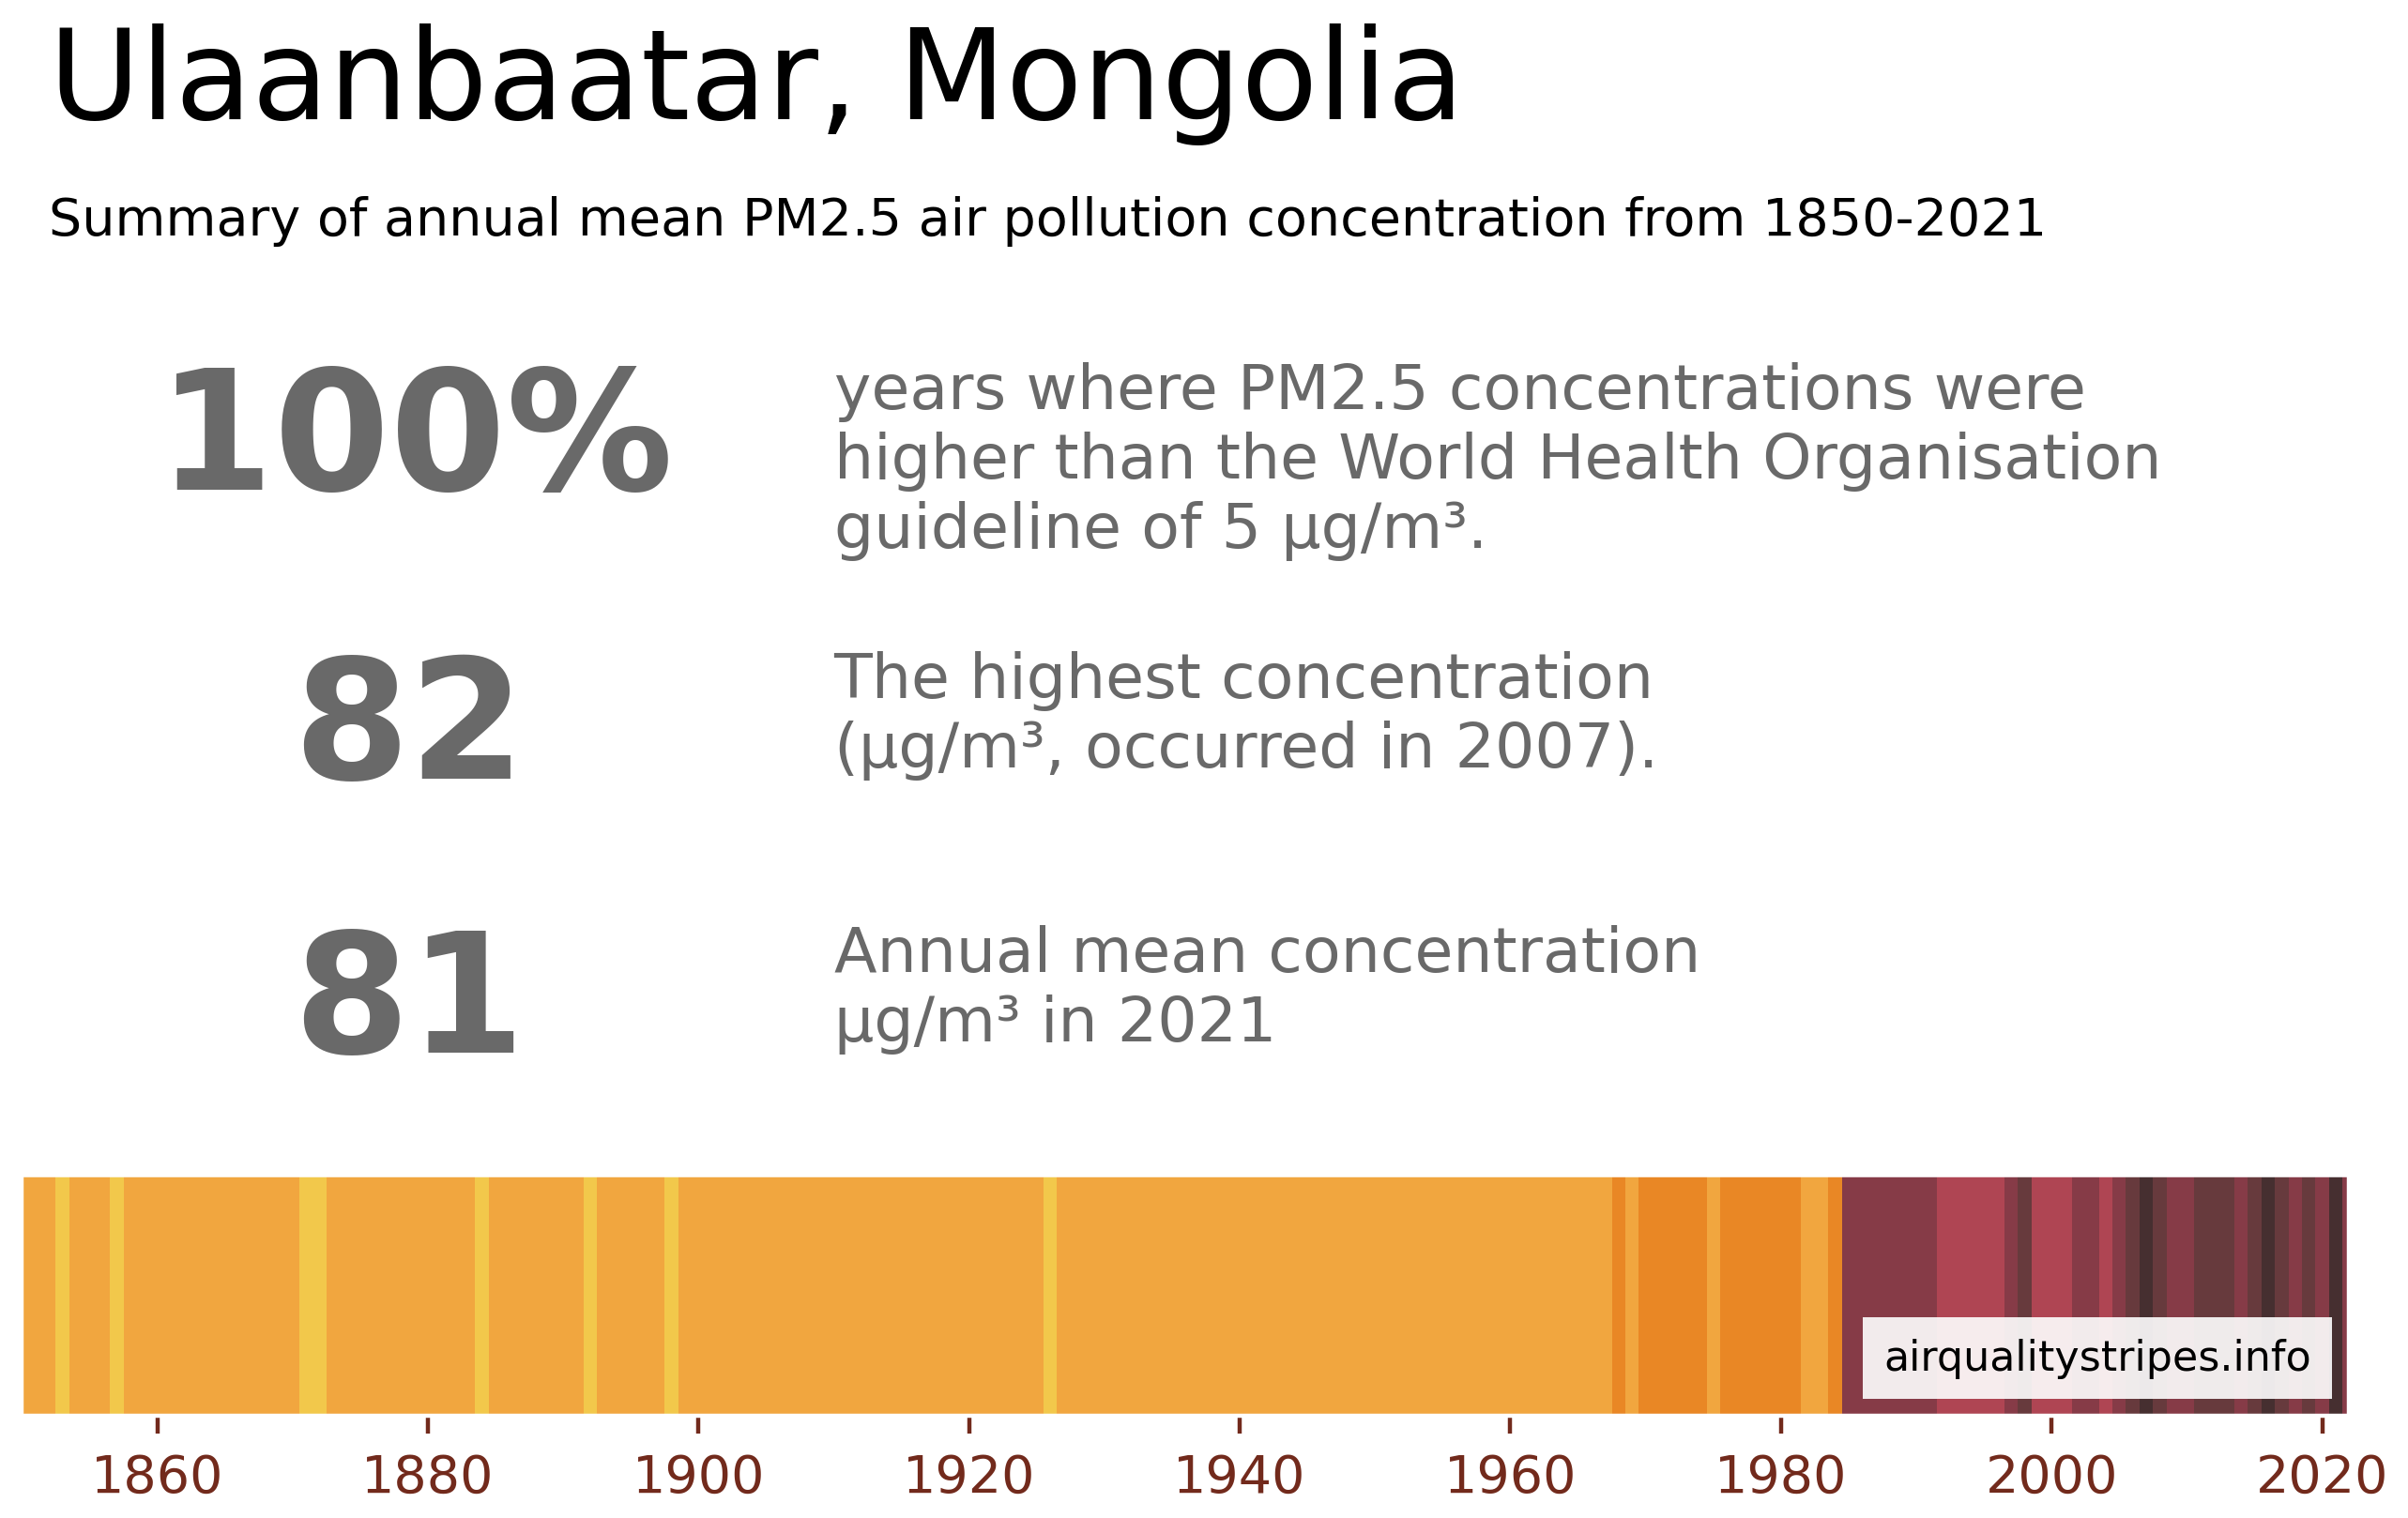 Ulaanbaatar, Mongolia
Summary of annual mean PM2.5 air pollution concentration from 1850-2021
100%
years where PM2.5 concentrations were
higher than the World Health Organisation
guideline of 5 µg/m³.
82
The highest concentration
(µg/m³, occurred in 2007).
81
Annual mean concentration
µg/m³ in 2021
airqualitystripes.info
1860 1880 1900 1920 1940 1960 1980 2000 2020